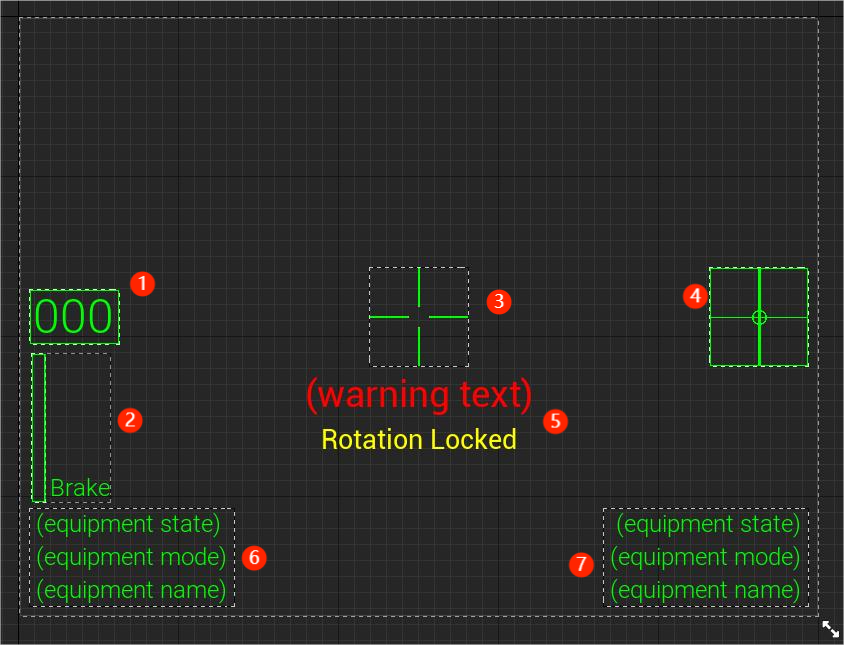 1
000
3
4
2
(warning text)
5
Rotation Locked
Brake
(equipment state)
(equipment mode)
(equipment name)
6
7
(equipment state)
(equipment mode)
(equipment name)